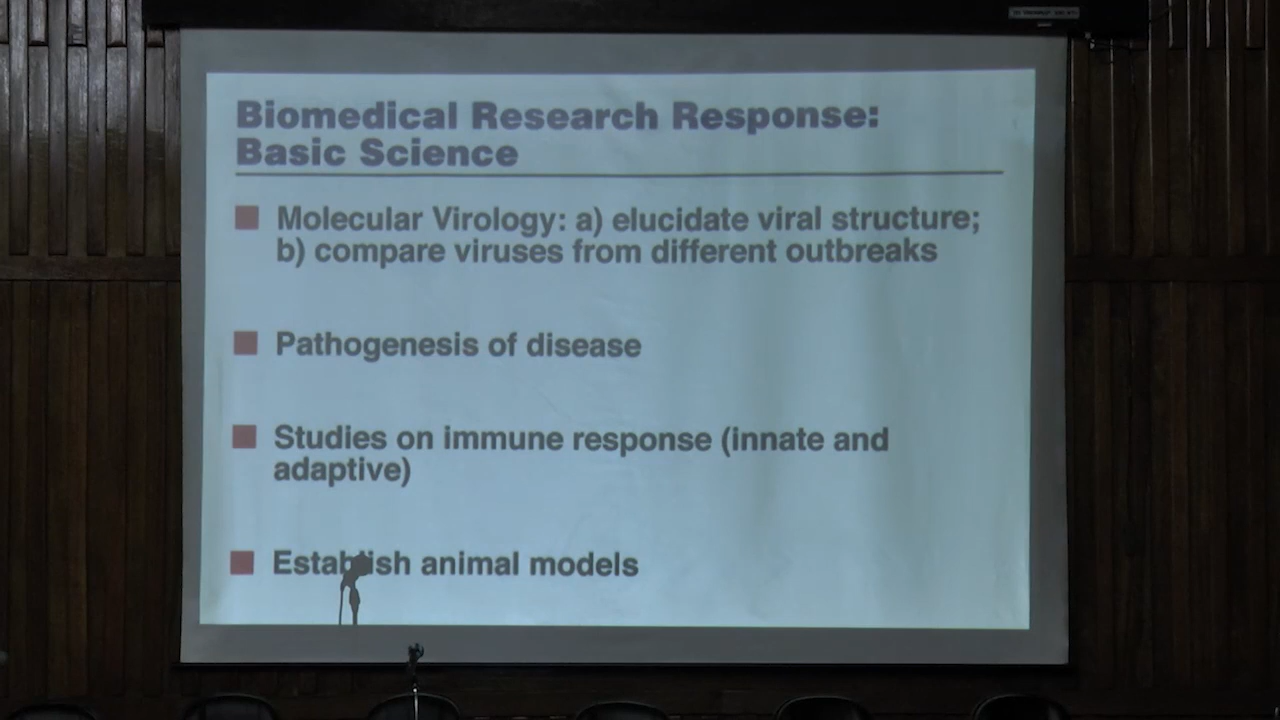 Biomedical Research Response:
Basic Science
Molecular Virology: a) elucidate viral structure;
b) compare viruses from different outbreaks
Pathogenesis of disease
Studies on immune response (innate and
adaptive)
Establish animal models